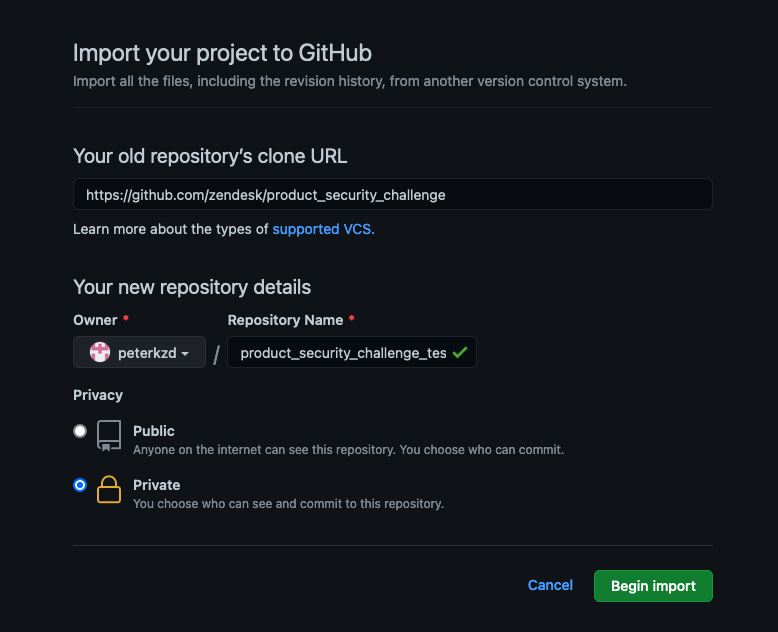 Import your project to GitHub
Import all the files, including the revision history, from another version control system.
Your old repository's clone URL
https://github.com/zendesk/product_security_challenge
Learn more about the types of supported VCS.
Your new repository details
Owner * Repository Name *
peterkzd / product_security_challenge_tes
Privacy
Public
Anyone on the internet can see this repository. You choose who can commit.
Private
You choose who can see and commit to this repository.
Cancel Begin import